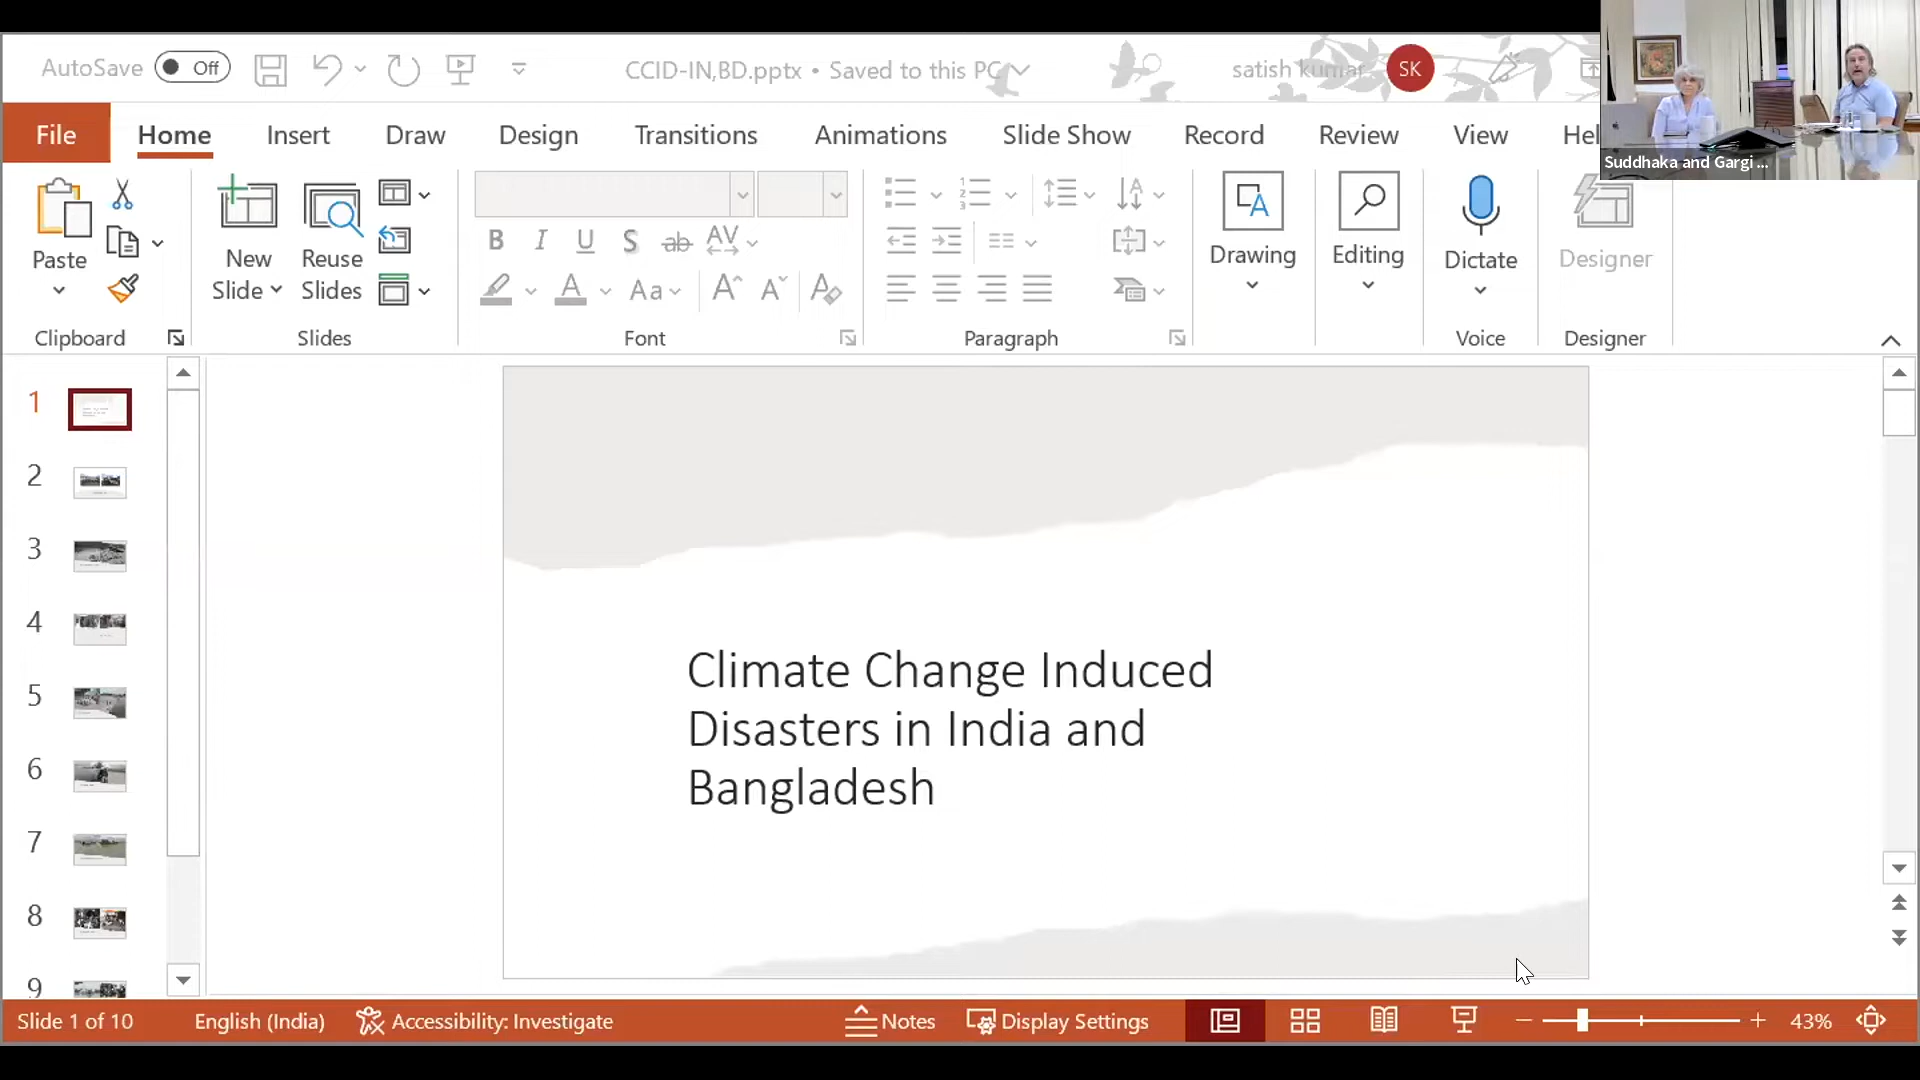 AutoSave Off CCID-IN,BD.pptx • Saved to this PC satish kumar SK
Suddhaka and Gargi ...
File Home Insert Draw Design Transitions Animations Slide Show Record Review View Hel
Paste New Slide Reuse Slides B I U S ab AV A Aa A A A Drawing Editing Dictate Designer
Clipboard Slides Font Paragraph Voice Designer
1
2
3
4
5
6
7
8
9
Climate Change Induced
Disasters in India and
Bangladesh
Slide 1 of 10 English (India) Accessibility: Investigate Notes Display Settings 43%